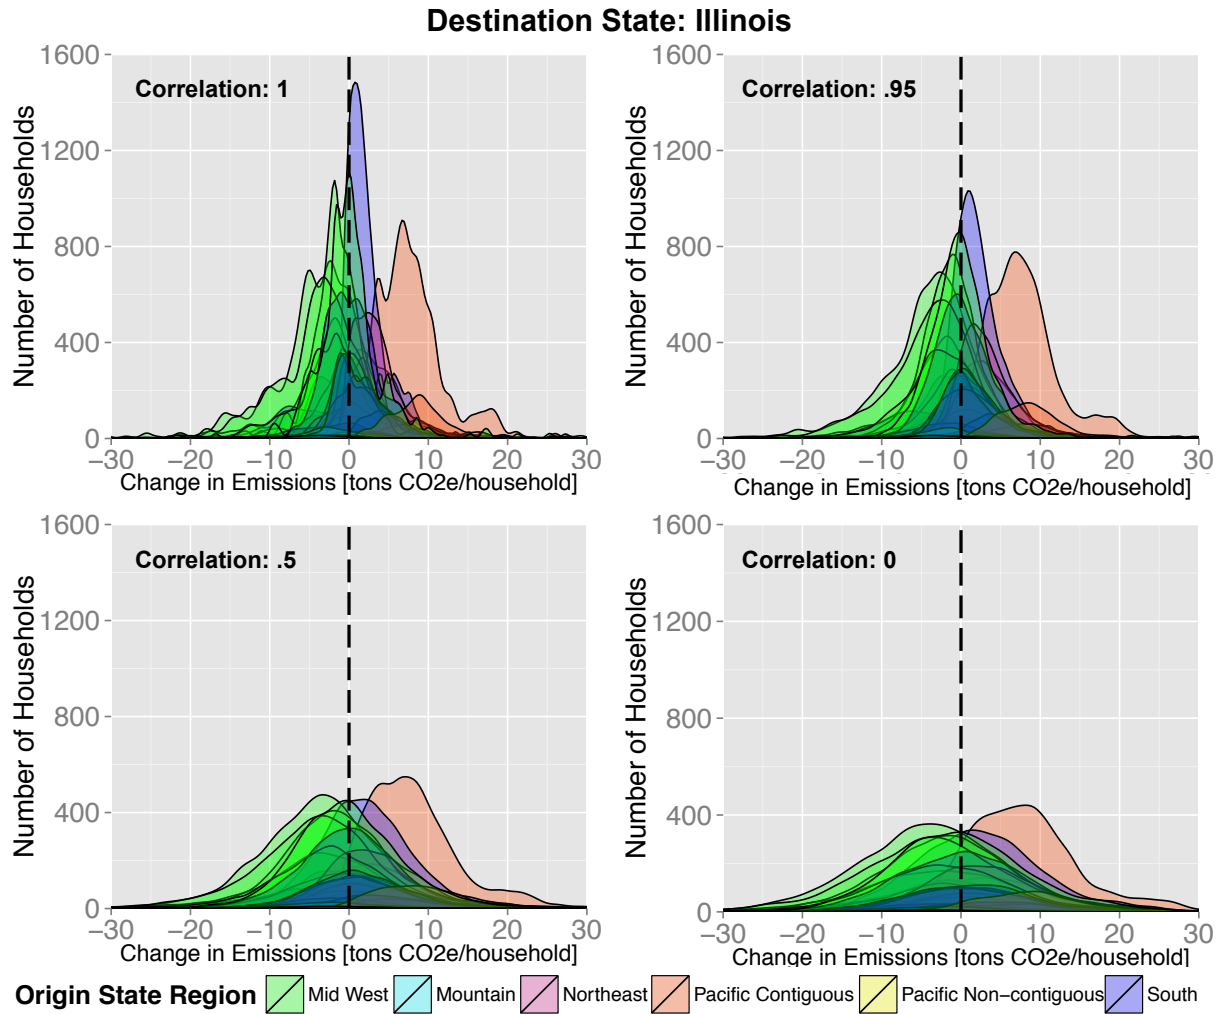 Destination State: Illinois
Correlation: 1
Number of Households
1600
1200
800
400
0
−30 −20 −10 0 10 20 30
Change in Emissions [tons CO2e/household]
Correlation: .95
Number of Households
1600
1200
800
400
0
−30 −20 −10 0 10 20 30
Change in Emissions [tons CO2e/household]
Correlation: .5
Number of Households
1600
1200
800
400
0
−30 −20 −10 0 10 20 30
Change in Emissions [tons CO2e/household]
Correlation: 0
Number of Households
1600
1200
800
400
0
−30 −20 −10 0 10 20 30
Change in Emissions [tons CO2e/household]
Origin State Region Mid West Mountain Northeast Pacific Contiguous Pacific Non−contiguous South